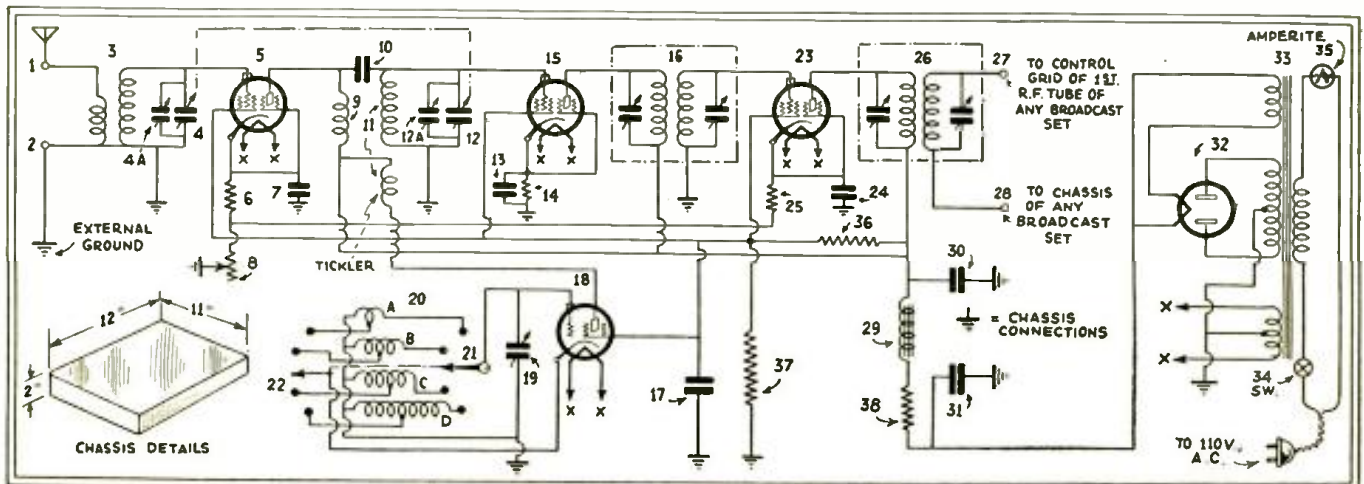 1
2
3
4A
4
5
6
7
8
9
10
11
12A
12
13
14
15
16
17
18
19
20
21
22
23
24
25
26
27
28
29
30
31
32
33
34
SW.
35
36
37
38
A
B
C
D
X X
X X
X X
X X
X
X
EXTERNAL
GROUND
TICKLER
12"
11"
2"
CHASSIS DETAILS
TO CONTROL
GRID OF 1ST.
R.F. TUBE OF
ANY BROADCAST
SET
TO CHASSIS
OF ANY
BROADCAST
SET
= CHASSIS
CONNECTIONS
AMPERITE
TO 110 V.
A.C.